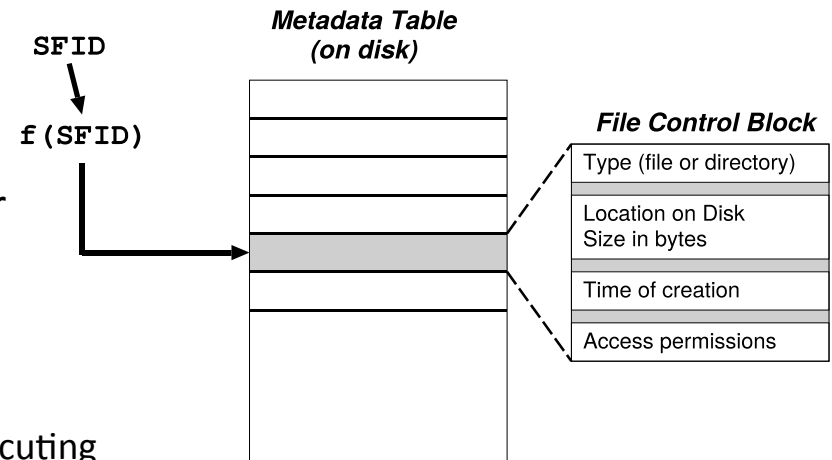 Metadata Table
(on disk)
SFID
f(SFID)
r
File Control Block
Type (file or directory)
Location on Disk
Size in bytes
Time of creation
Access permissions
cuting